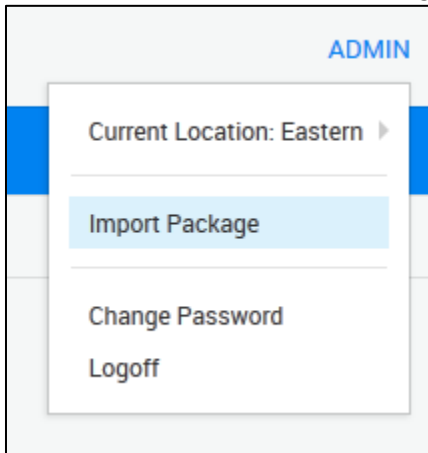 ADMIN
Current Location: Eastern
Import Package
Change Password
Logoff